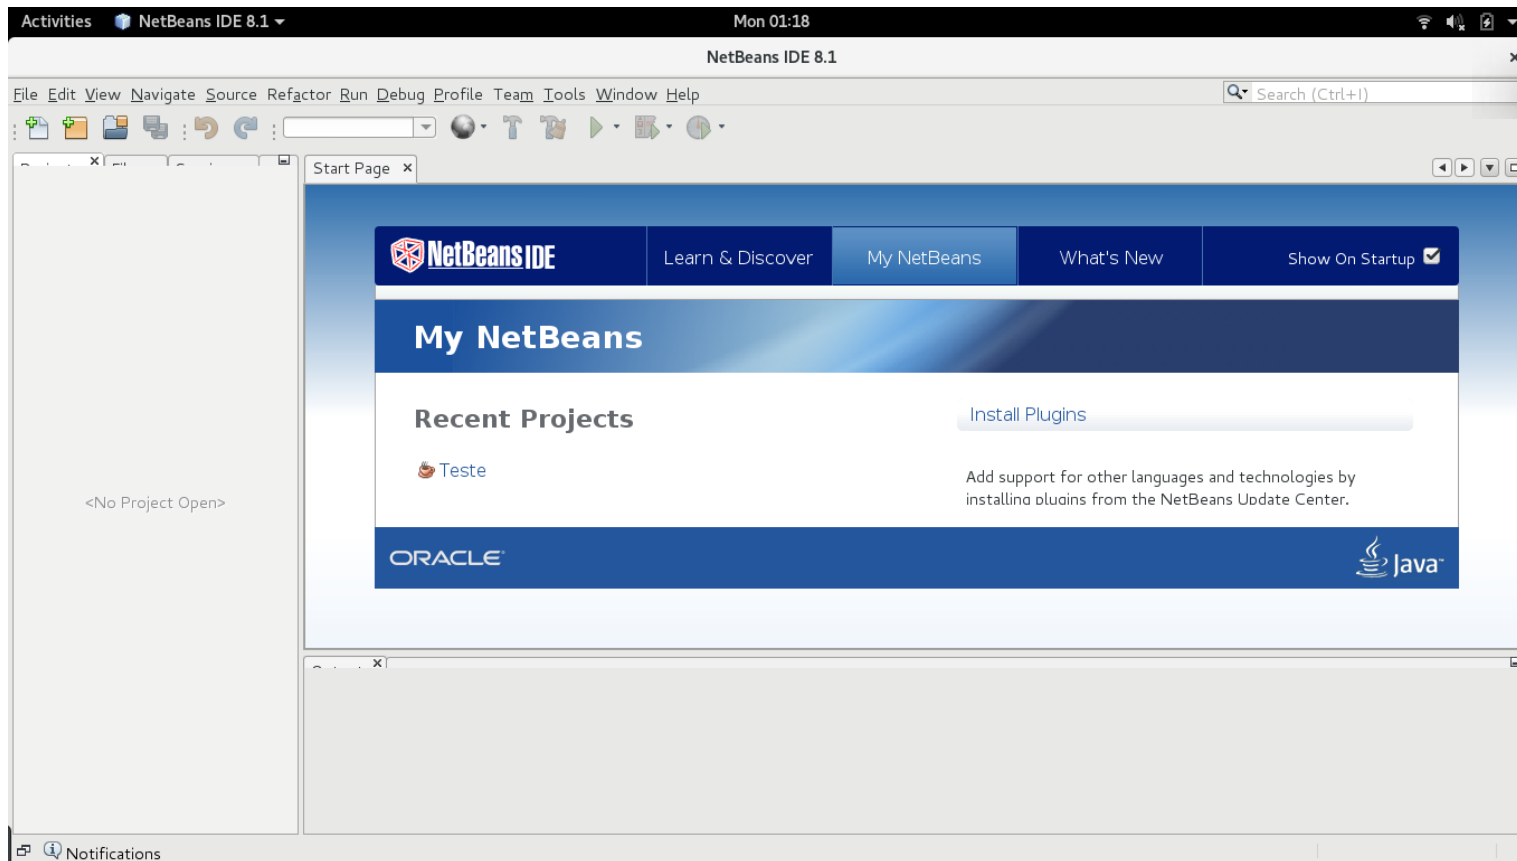 Activities NetBeans IDE 8.1 Mon 01:18
NetBeans IDE 8.1
File Edit View Navigate Source Refactor Run Debug Profile Team Tools Window Help Search (Ctrl+I)
Start Page
NetBeans IDE Learn & Discover My NetBeans What's New Show On Startup
My NetBeans
Recent Projects
Install Plugins
Teste
Add support for other languages and technologies by
installing plugins from the NetBeans Update Center.
<No Project Open>
ORACLE Java
Notifications